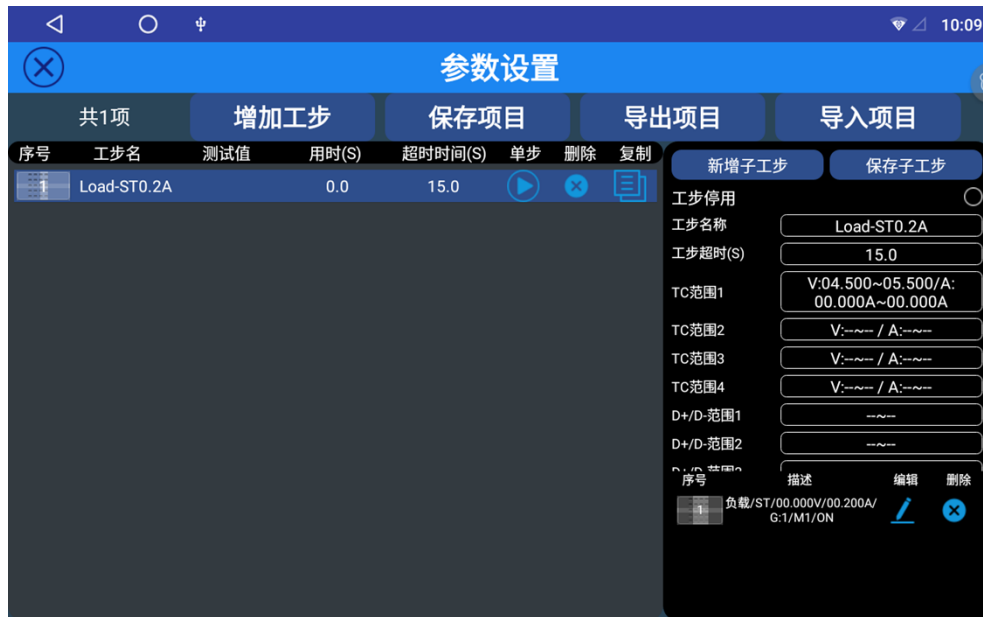 10:09
参数设置
共1项 增加工步 保存项目 导出项目 导入项目
序号 工步名 测试值 用时(S) 超时时间(S) 单步 删除 复制
1 Load-ST0.2A 0.0 15.0
新增子工步 保存子工步
工步停用
工步名称 Load-ST0.2A
工步超时(S) 15.0
TC范围1 V:04.500~05.500/A:
00.000A~00.000A
TC范围2 V:--~-- / A:--~--
TC范围3 V:--~-- / A:--~--
TC范围4 V:--~-- / A:--~--
D+/D-范围1 --~--
D+/D-范围2 --~--
序号 描述 编辑 删除
1 负载/ST/00.000V/00.200A/
G:1/M1/ON